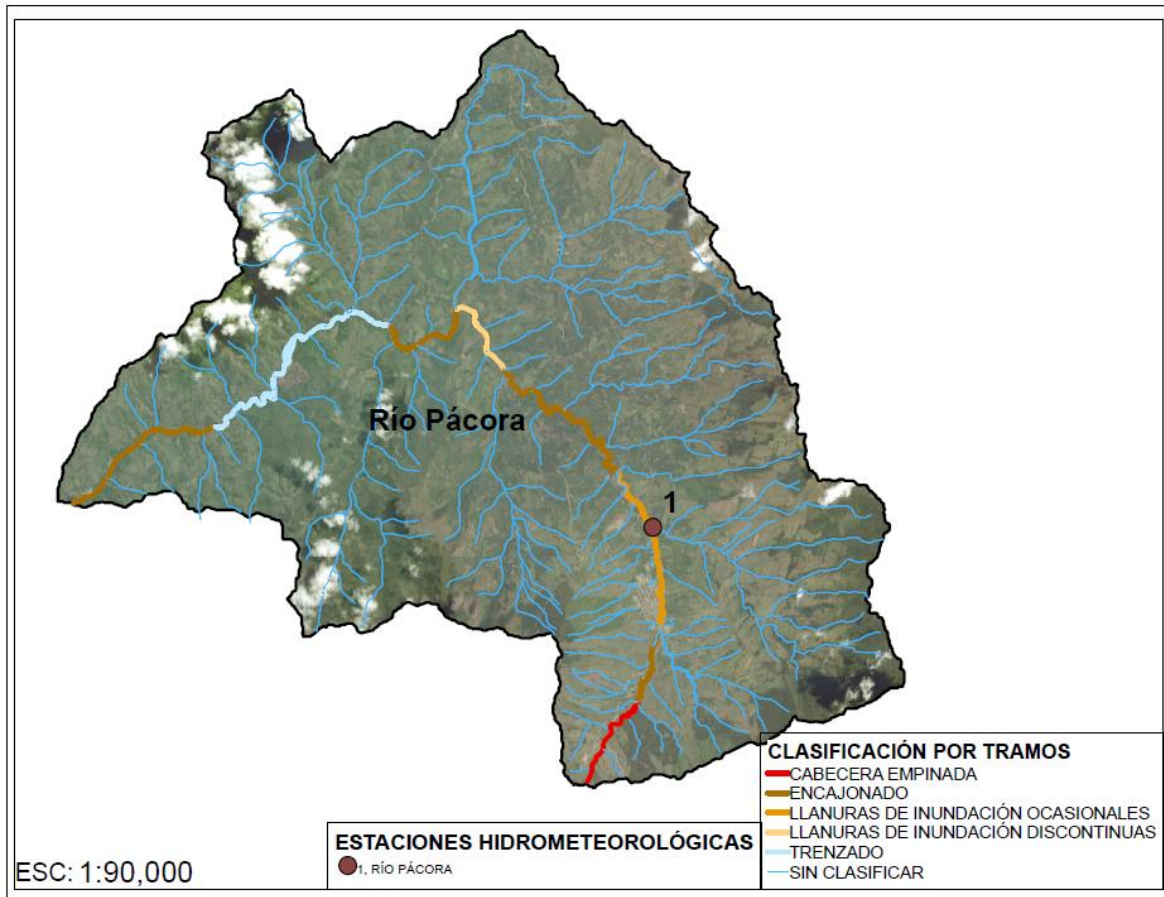 Río Pácora
1
CLASIFICACIÓN POR TRAMOS
CABECERA EMPINADA
ENCAJONADO
LLANURAS DE INUNDACIÓN OCASIONALES
LLANURAS DE INUNDACIÓN DISCONTINUAS
TRENZADO
SIN CLASIFICAR
ESTACIONES HIDROMETEOROLÓGICAS
1, RÍO PÁCORA
ESC: 1:90,000